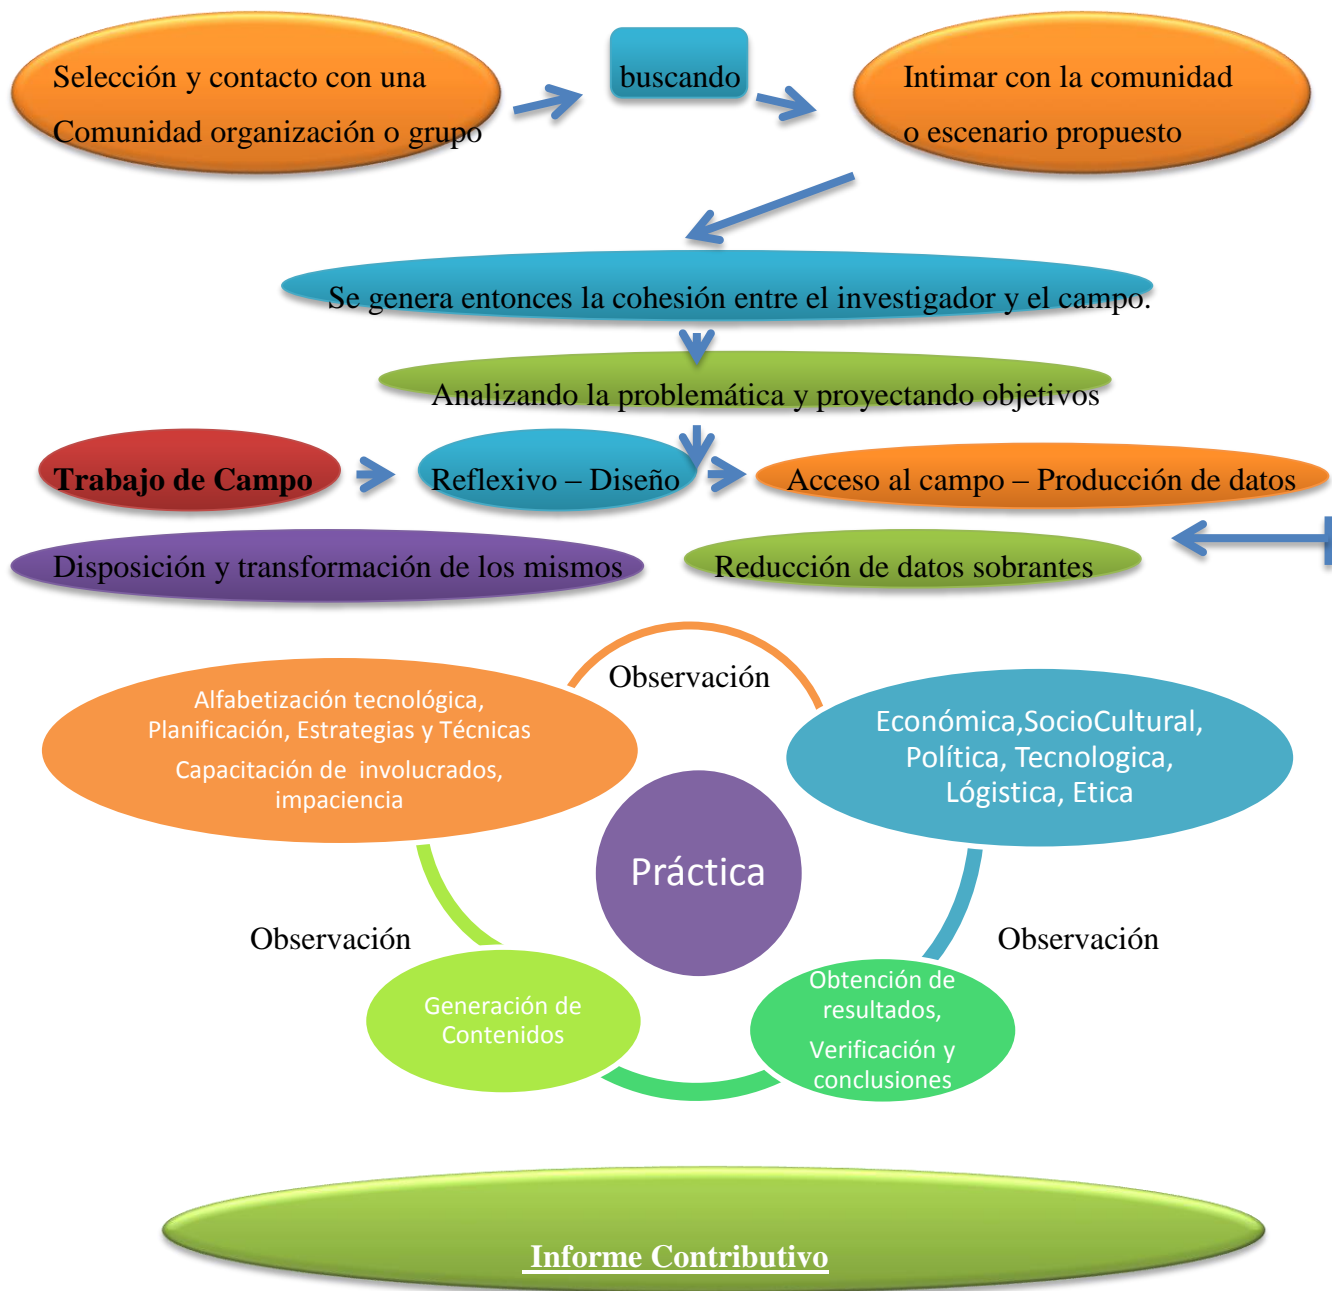 Selección y contacto con una
Comunidad organización o grupo
buscando
Intimar con la comunidad
o escenario propuesto
Se genera entonces la cohesión entre el investigador y el campo.
Analizando la problemática y proyectando objetivos
Trabajo de Campo
Reflexivo – Diseño
Acceso al campo – Producción de datos
Disposición y transformación de los mismos
Reducción de datos sobrantes
Observación
Alfabetización tecnológica,
Planificación, Estrategias y Técnicas
Capacitación de involucrados,
impaciencia
Económica,SocioCultural,
Política, Tecnologica,
Lógistica, Etica
Práctica
Observación
Observación
Generación de
Contenidos
Obtención de
resultados,
Verificación y
conclusiones
Informe Contributivo